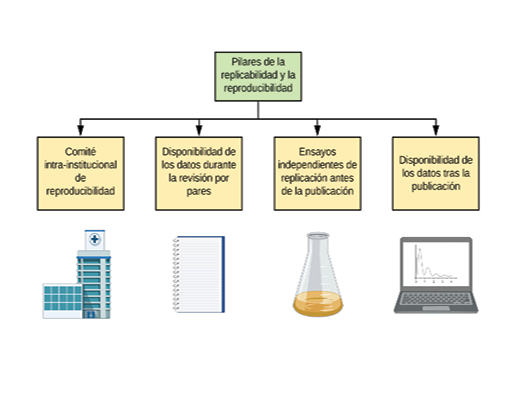 Pilares de la
replicabilidad y la
reproducibilidad
Comité
intra-institucional
de
reproducibilidad
Disponibilidad de
los datos durante
la revisión por
pares
Ensayos
independientes de
replicación antes
de la publicación
Disponibilidad de
los datos tras la
publicación